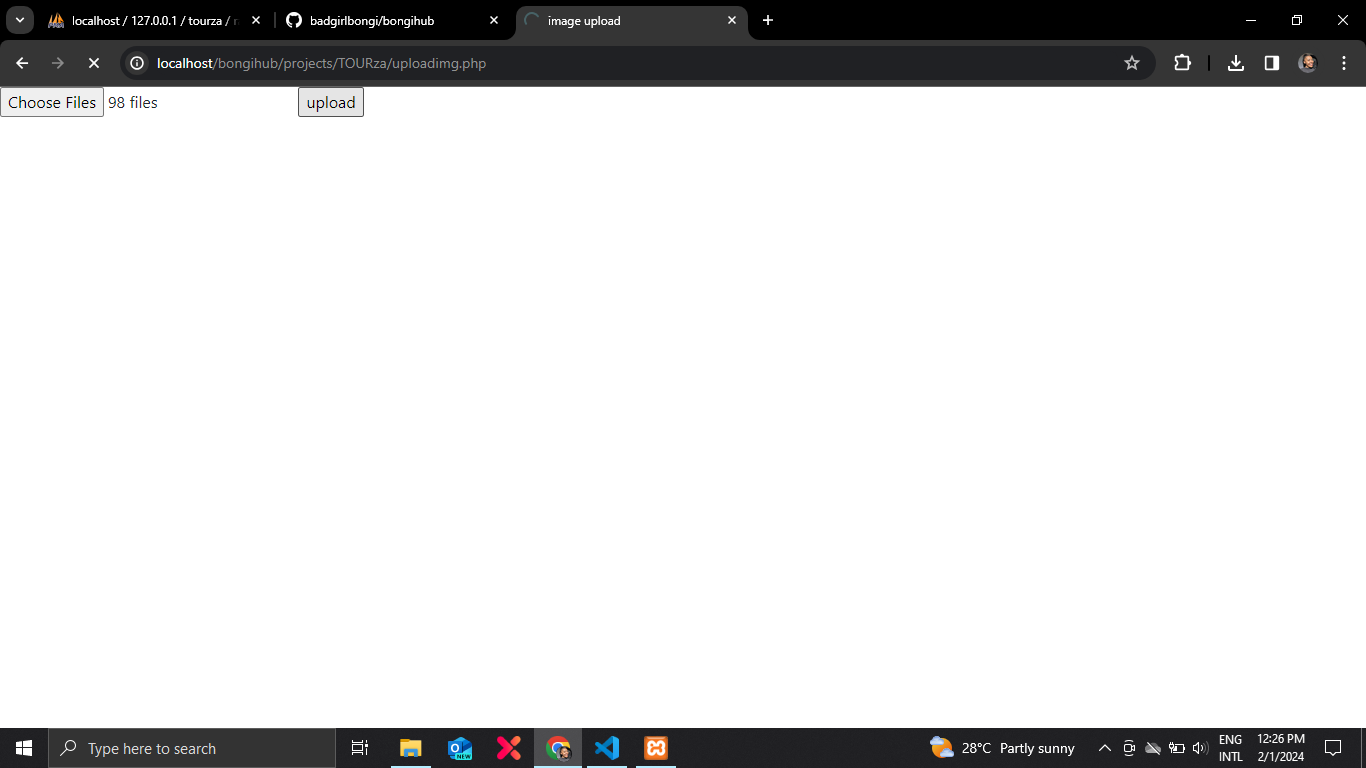 localhost / 127.0.0.1 / tourza /
badgirlbongi/bongihub
image upload
localhost/bongihub/projects/TOURza/uploadimg.php
Choose Files 98 files upload
Type here to search
NEW
28°C Partly sunny
ENG
INTL
12:26 PM
2/1/2024